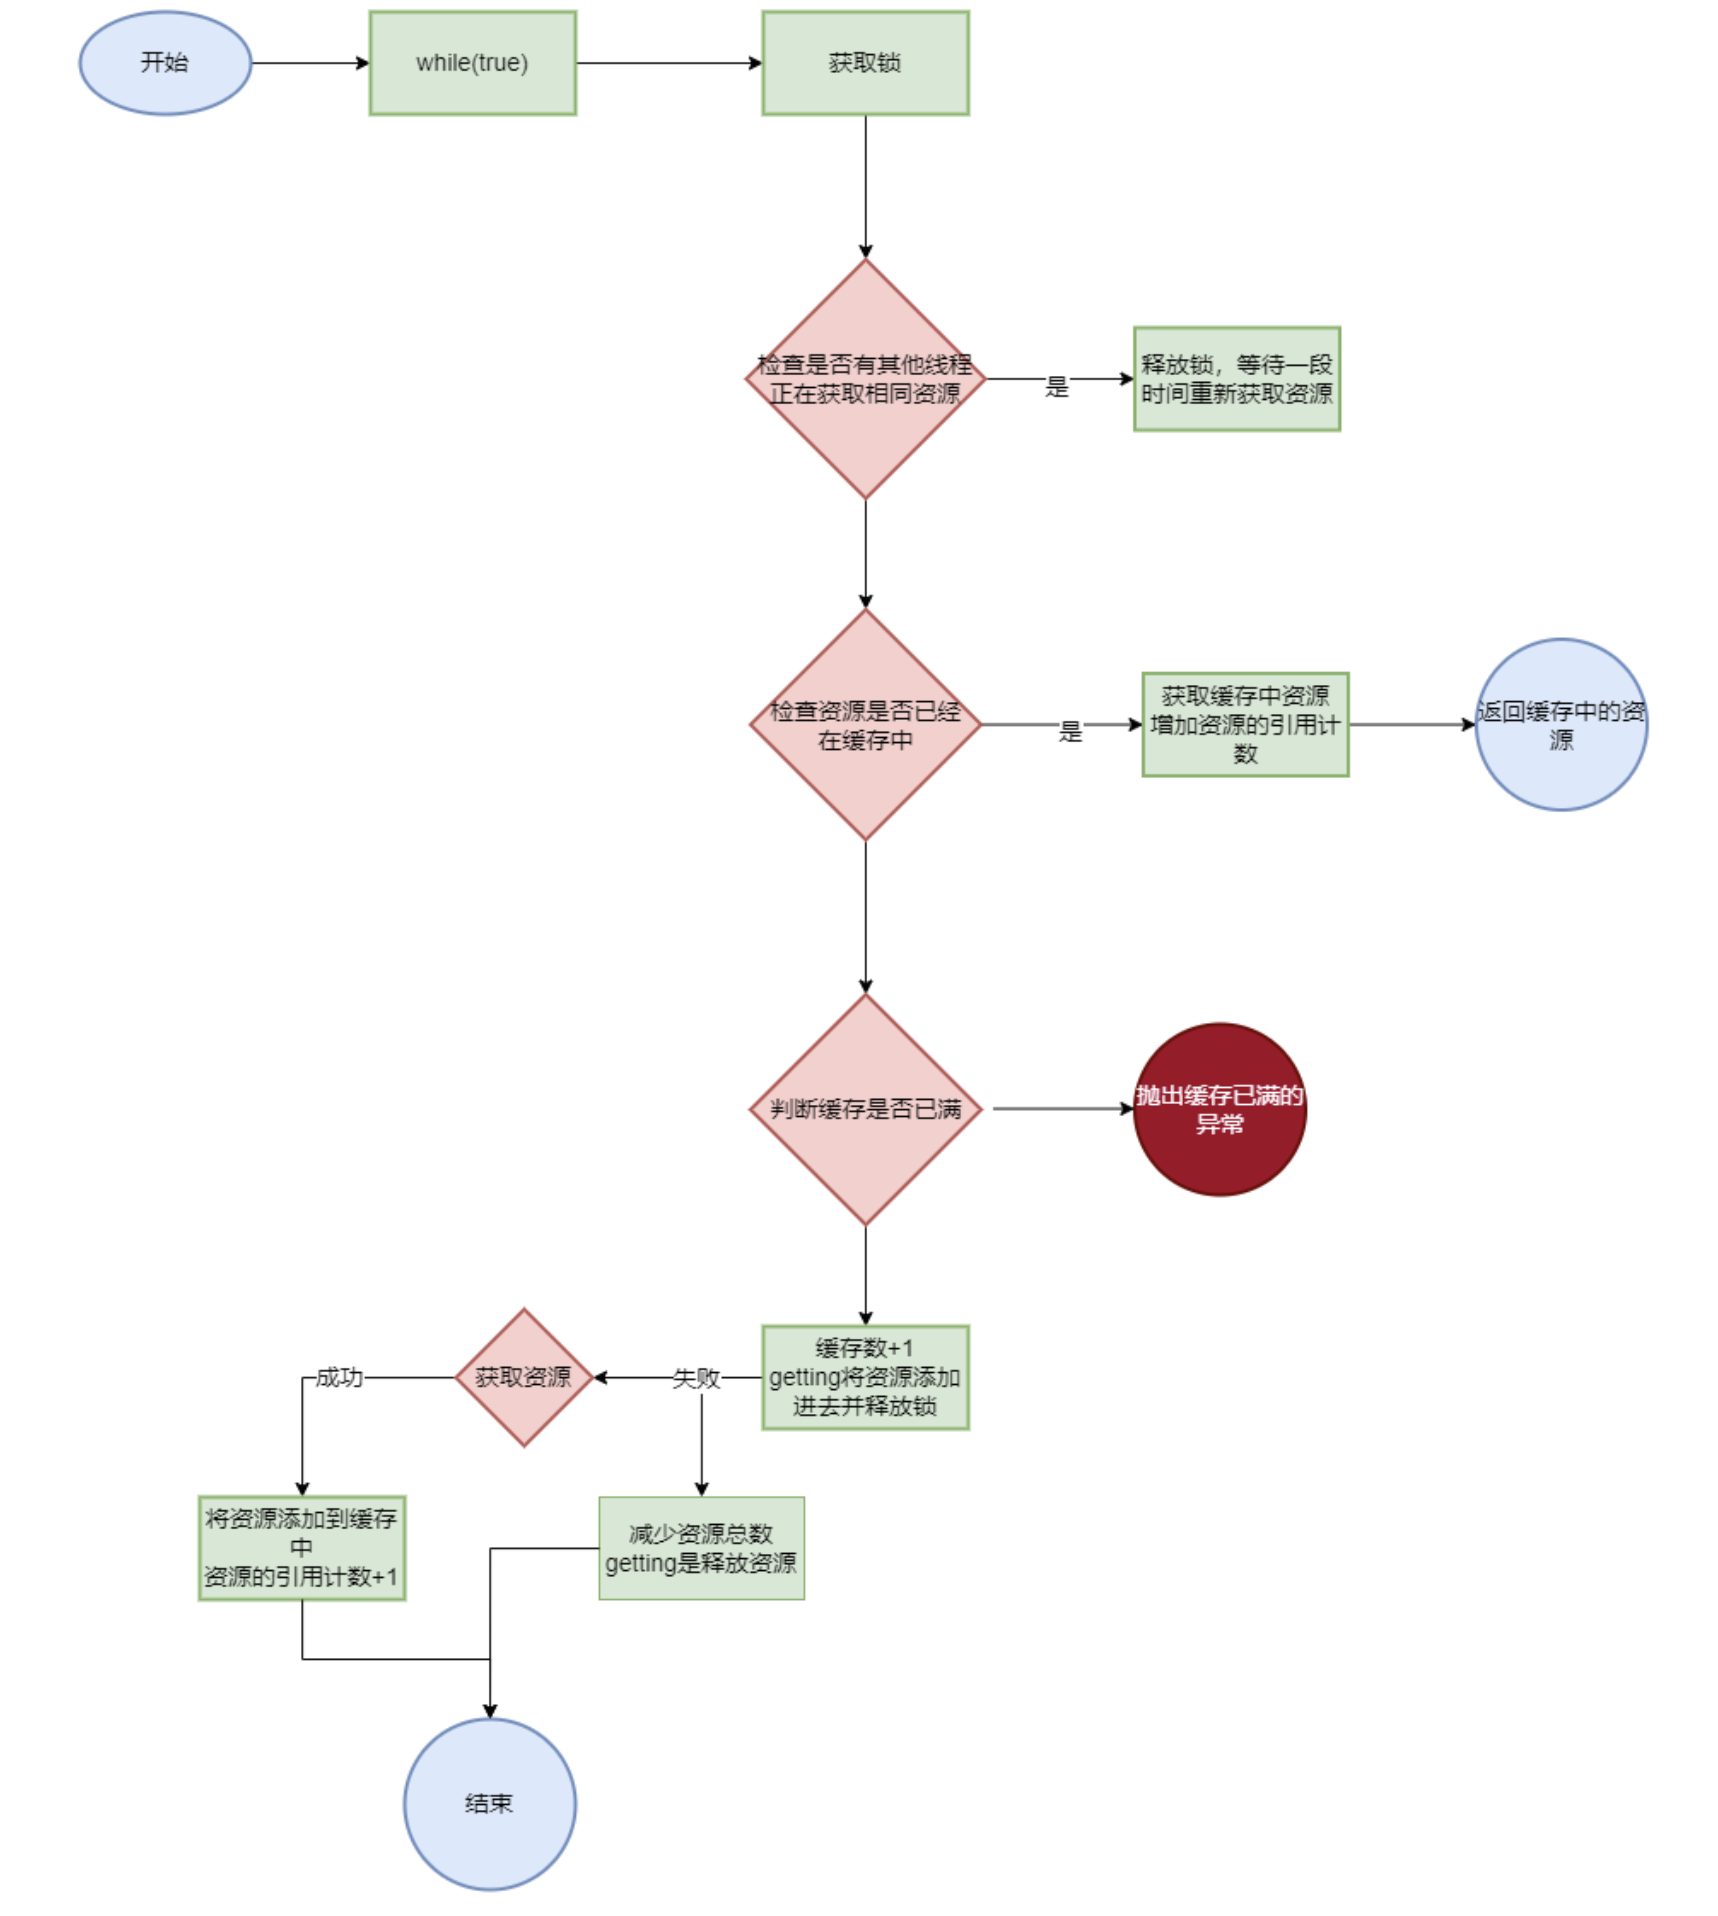 开始
while(true)
获取锁
检查是否有其他线程
正在获取相同资源
是
释放锁，等待一段
时间重新获取资源
检查资源是否已经
在缓存中
是
获取缓存中资源
增加资源的引用计
数
返回缓存中的资
源
判断缓存是否已满
抛出缓存已满的
异常
缓存数+1
getting将资源添加
进去并释放锁
失败
获取资源
成功
将资源添加到缓存
中
资源的引用计数+1
减少资源总数
getting是释放资源
结束